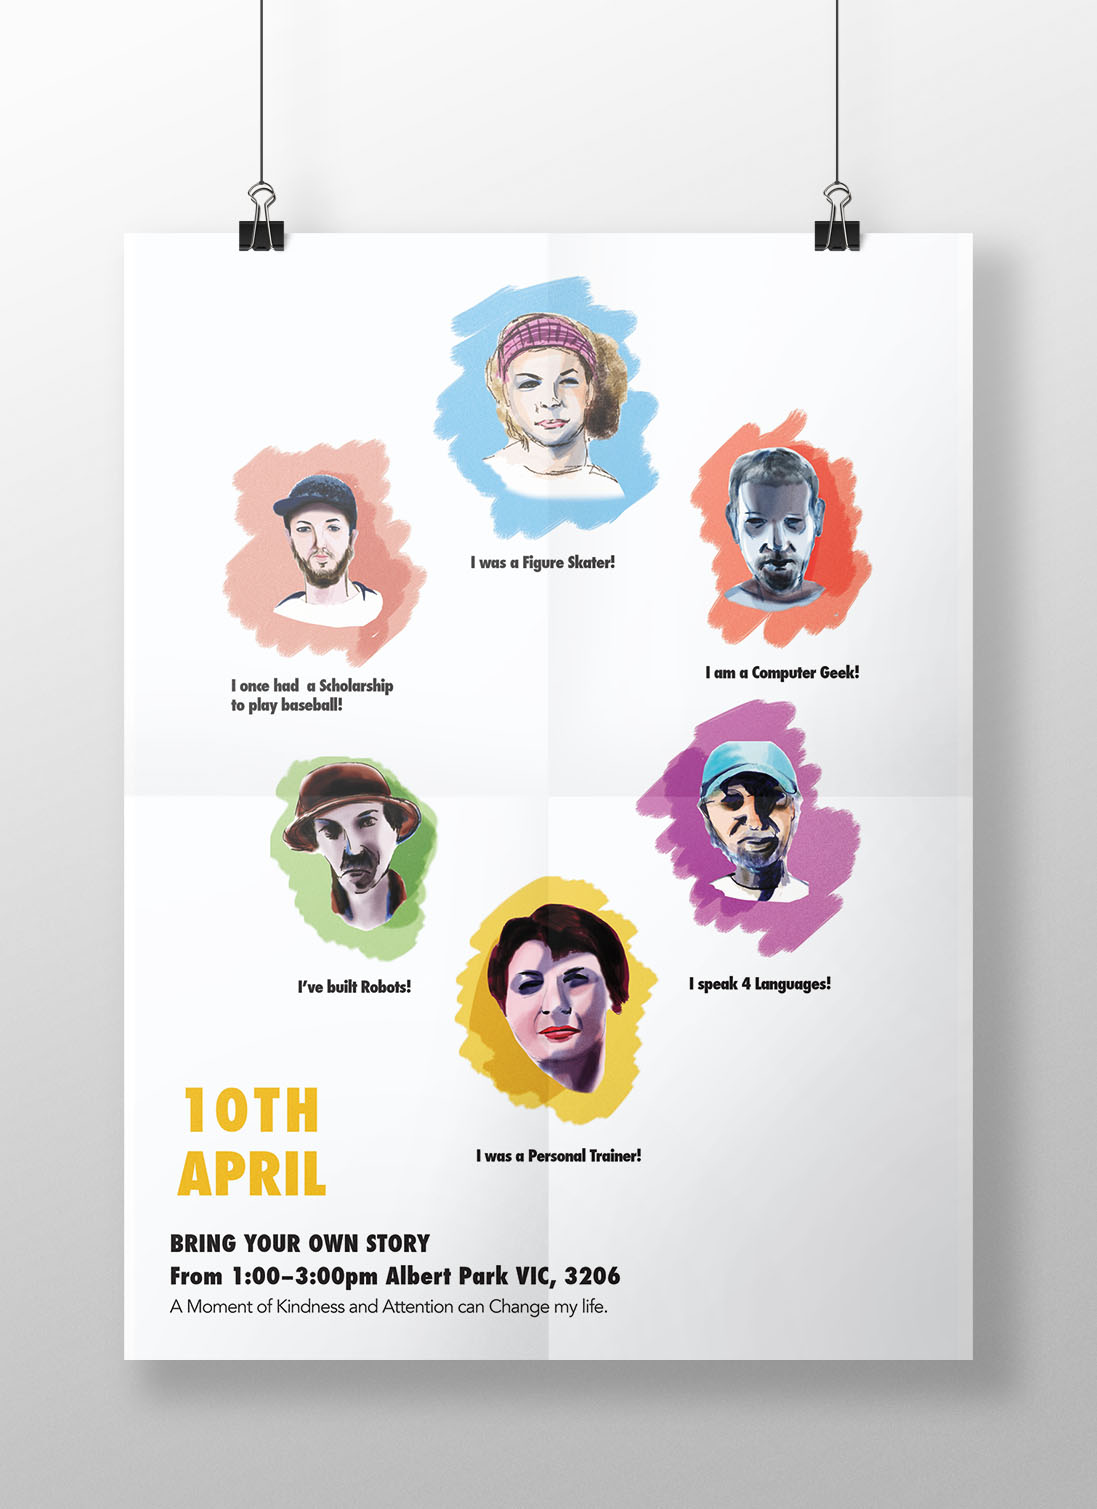 I was a Figure Skater!
I once had a Scholarship
to play baseball!
I am a Computer Geek!
I've built Robots!
I speak 4 Languages!
I was a Personal Trainer!
10TH
APRIL
BRING YOUR OWN STORY
From 1:00–3:00pm Albert Park VIC, 3206
A Moment of Kindness and Attention can Change my life.